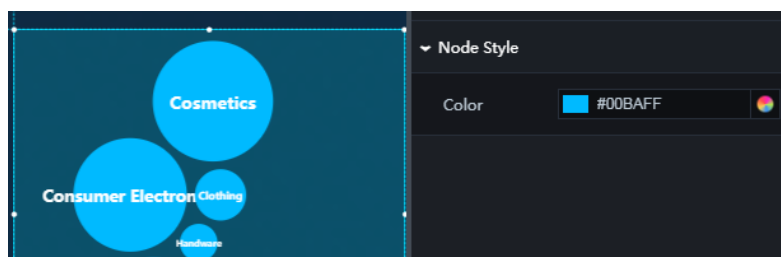 Cosmetics
Consumer Electron
Clothing
Hardware
Node Style
Color
#00BAFF